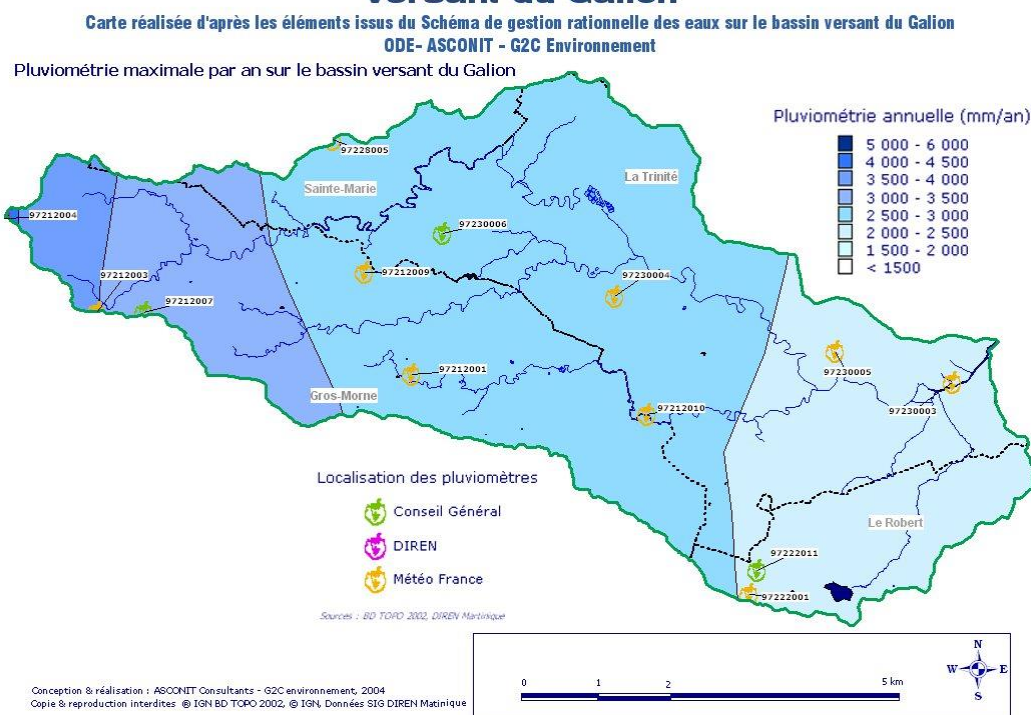 versant du Galion
Carte réalisée d'après les éléments issus du Schéma de gestion rationnelle des eaux sur le bassin versant du Galion
ODE- ASCONIT - G2C Environnement
Pluviométrie maximale par an sur le bassin versant du Galion
Pluviométrie annuelle (mm/an)
5 000 - 6 000
4 000 - 4 500
3 500 - 4 000
3 000 - 3 500
2 500 - 3 000
2 000 - 2 500
1 500 - 2 000
< 1500
97228005
La Trinité
Sainte-Marie
97212004
97230006
97212003
97212009
97230004
97212007
97212001
97230005
Gros-Morne
97212010
97230003
Localisation des pluviomètres
Conseil Général
DIREN
Météo France
Le Robert
97222011
97222001
Sources : BD TOPO 2002, DIREN Martinique
N
W E
S
0 1 2 5 km
Conception & réalisation : ASCONIT Consultants - G2C environnement, 2004
Copie & reproduction interdites @ IGN BD TOPO 2002, © IGN, Données SIG DIREN Matinique